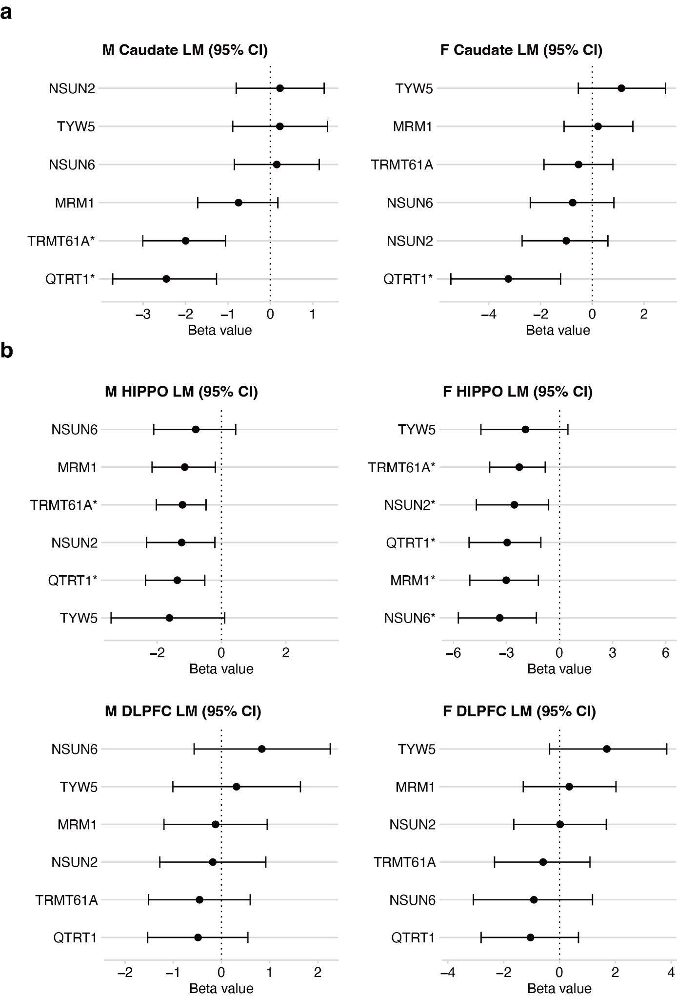 a
M Caudate LM (95% CI)
NSUN2
TYW5
NSUN6
MRM1
TRMT61A*
QTRT1*
−3 −2 −1 0 1
Beta value
F Caudate LM (95% CI)
TYW5
MRM1
TRMT61A
NSUN6
NSUN2
QTRT1*
−4 −2 0 2
Beta value
b
M HIPPO LM (95% CI)
NSUN6
MRM1
TRMT61A*
NSUN2
QTRT1*
TYW5
−2 0 2
Beta value
F HIPPO LM (95% CI)
TYW5
TRMT61A*
NSUN2*
QTRT1*
MRM1*
NSUN6*
−6 −3 0 3 6
Beta value
M DLPFC LM (95% CI)
NSUN6
TYW5
MRM1
NSUN2
TRMT61A
QTRT1
−2 −1 0 1 2
Beta value
F DLPFC LM (95% CI)
TYW5
MRM1
NSUN2
TRMT61A
NSUN6
QTRT1
−4 −2 0 2 4
Beta value